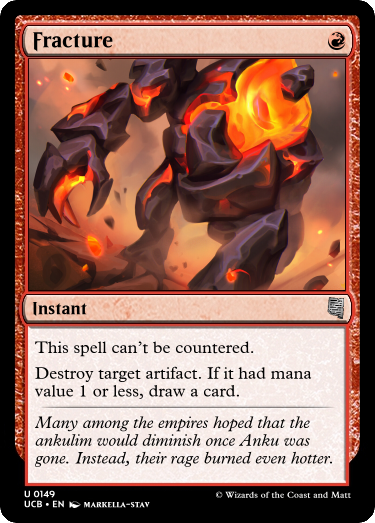 Fracture
Instant
This spell can't be countered.
Destroy target artifact. If it had mana
value 1 or less, draw a card.
Many among the empires hoped that the
ankulim would diminish once Anku was
gone. Instead, their rage burned even hotter.
U 0149
UCB • EN MARKELLA-STAV
© Wizards of the Coast and Matt